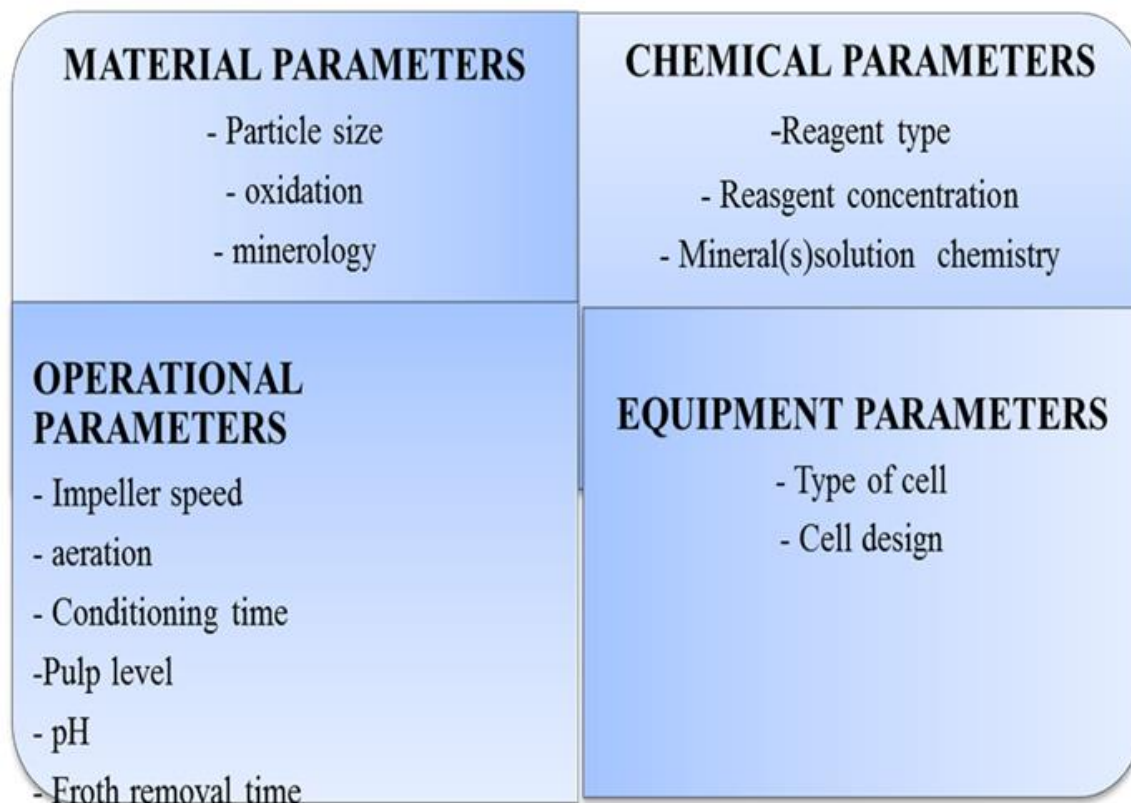 MATERIAL PARAMETERS
- Particle size
- oxidation
- minerology
CHEMICAL PARAMETERS
-Reagent type
- Reasgent concentration
- Mineral(s)solution chemistry
OPERATIONAL
PARAMETERS
- Impeller speed
- aeration
- Conditioning time
-Pulp level
- pH
- Froth removal time
EQUIPMENT PARAMETERS
- Type of cell
- Cell design